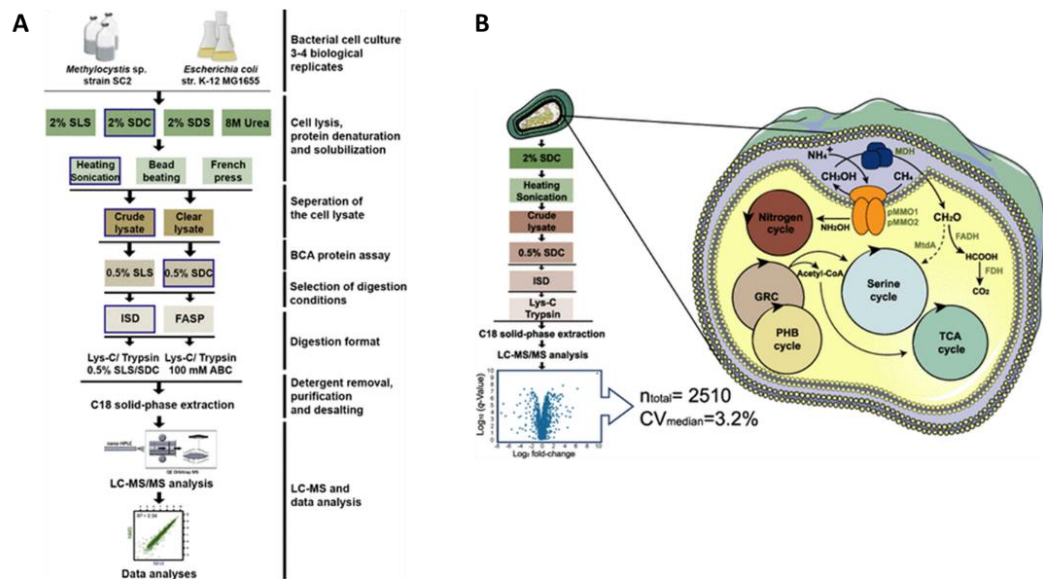 A
Methylocystis sp.
strain SC2
Escherichia coli
str. K-12 MG1655
Bacterial cell culture
3-4 biological
replicates
2% SLS
2% SDC
2% SDS
8M Urea
Cell lysis,
protein denaturation
and solubilization
Heating
Sonication
Bead
beating
French
press
Crude
lysate
Clear
lysate
Seperation of
the cell lysate
BCA protein assay
0.5% SLS
0.5% SDC
Selection of digestion
conditions
ISD
FASP
Digestion format
Lys-C/ Trypsin
0.5% SLS/SDC
Lys-C/ Trypsin
100 mM ABC
Detergent removal,
purification
and desalting
C18 solid-phase extraction
nano HPLC
QE Orbitrap MS
LC-MS/MS analysis
LC-MS and
data analysis
Data analyses
B
2% SDC
Heating
Sonication
Crude
lysate
0.5% SDC
ISD
Lys-C
Trypsin
C18 solid-phase extraction
LC-MS/MS analysis
Log₁₀ (q-Value)
Log₂ fold-change
ntotal= 2510
CVmedian=3.2%
NH₄⁺
MDH
CH₃OH
CH₄
pMMO1
pMMO2
NH₂OH
Nitrogen
cycle
CH₂O
FADH
MtdA
HCOOH
FDH
CO₂
Acetyl-CoA
Serine
cycle
GRC
PHB
cycle
TCA
cycle